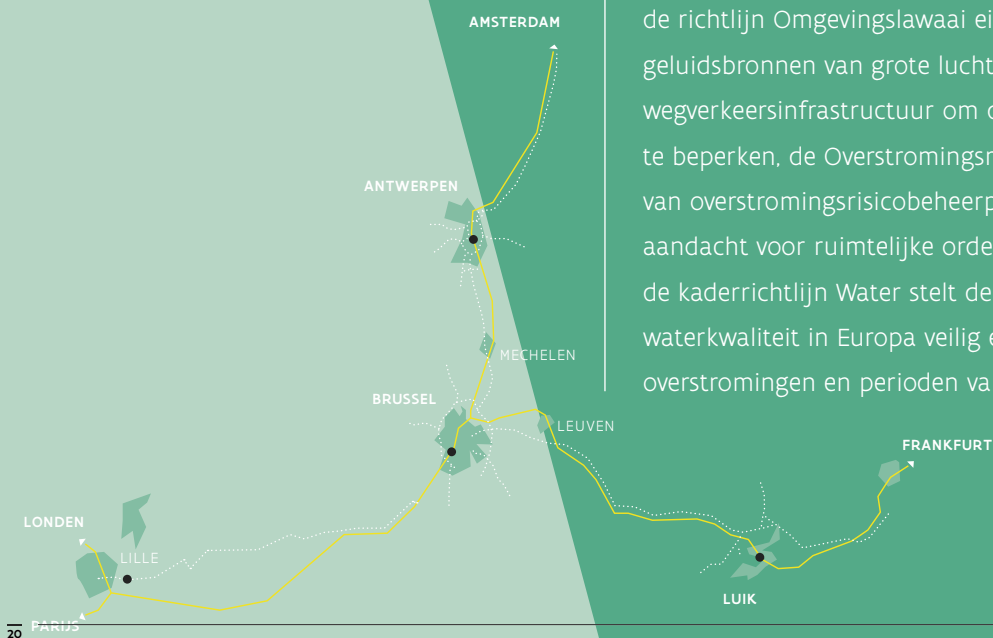 AMSTERDAM
ANTWERPEN
MECHELEN
BRUSSEL
LEUVEN
FRANKFURT
LONDEN
LILLE
LUIK
PARIJS
20
de richtlijn Omgevingslawaai ei
geluidsbronnen van grote lucht
wegverkeersinfrastructuur om
te beperken, de Overstromings
van overstromingsrisicobeheer
aandacht voor ruimtelijke orde
de kaderrichtlijn Water stelt de
waterkwaliteit in Europa veilig
overstromingen en perioden va